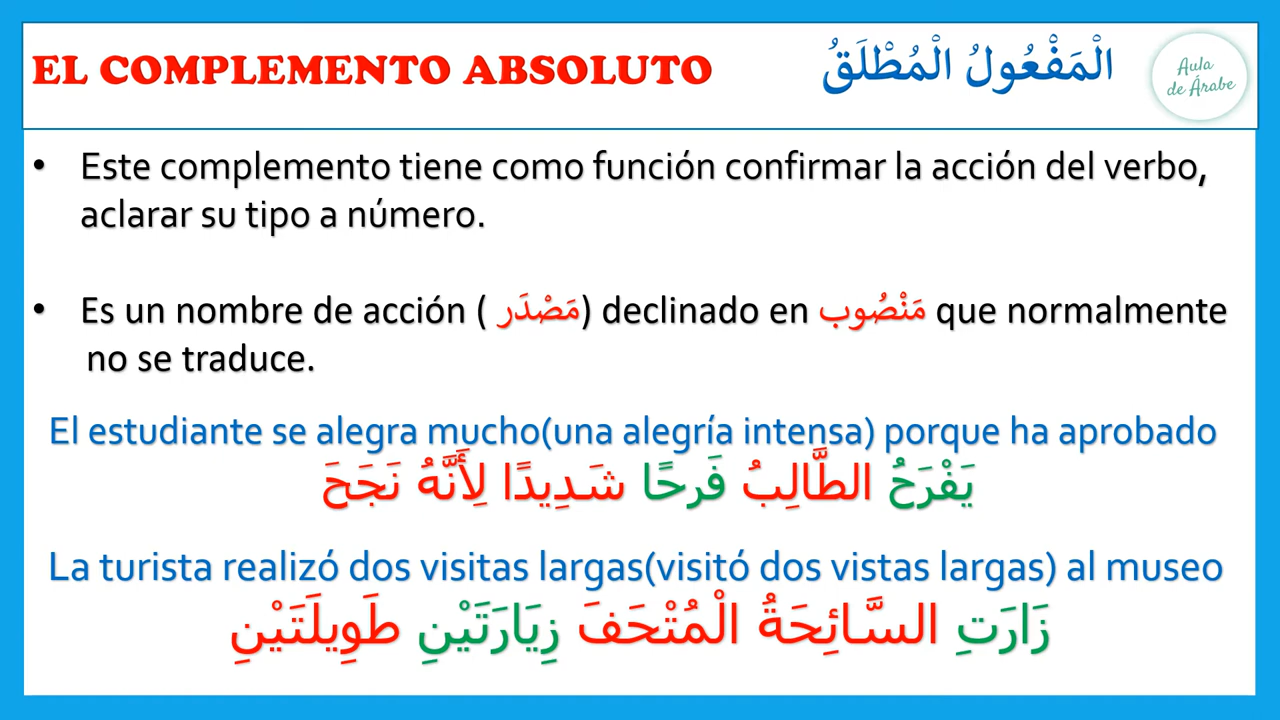 EL COMPLEMENTO ABSOLUTO
الْمَفْعُولُ الْمُطْلَقُ
Aula
de Árabe
• Este complemento tiene como función confirmar la acción del verbo,
aclarar su tipo a número.
• Es un nombre de acción ( مَصْدَر) declinado en مَنْصُوب que normalmente
no se traduce.
El estudiante se alegra mucho(una alegría intensa) porque ha aprobado
يَفْرَحُ الطَّالِبُ فَرحًا شَـدِيدًا لِأَنَّهُ نَجَحَ
La turista realizó dos visitas largas(visitó dos vistas largas) al museo
زَارَتِ السَّـائِحَةُ الْمُتْحَفَ زِيَارَتَيْنِ طَوِيلَتَيْنِ